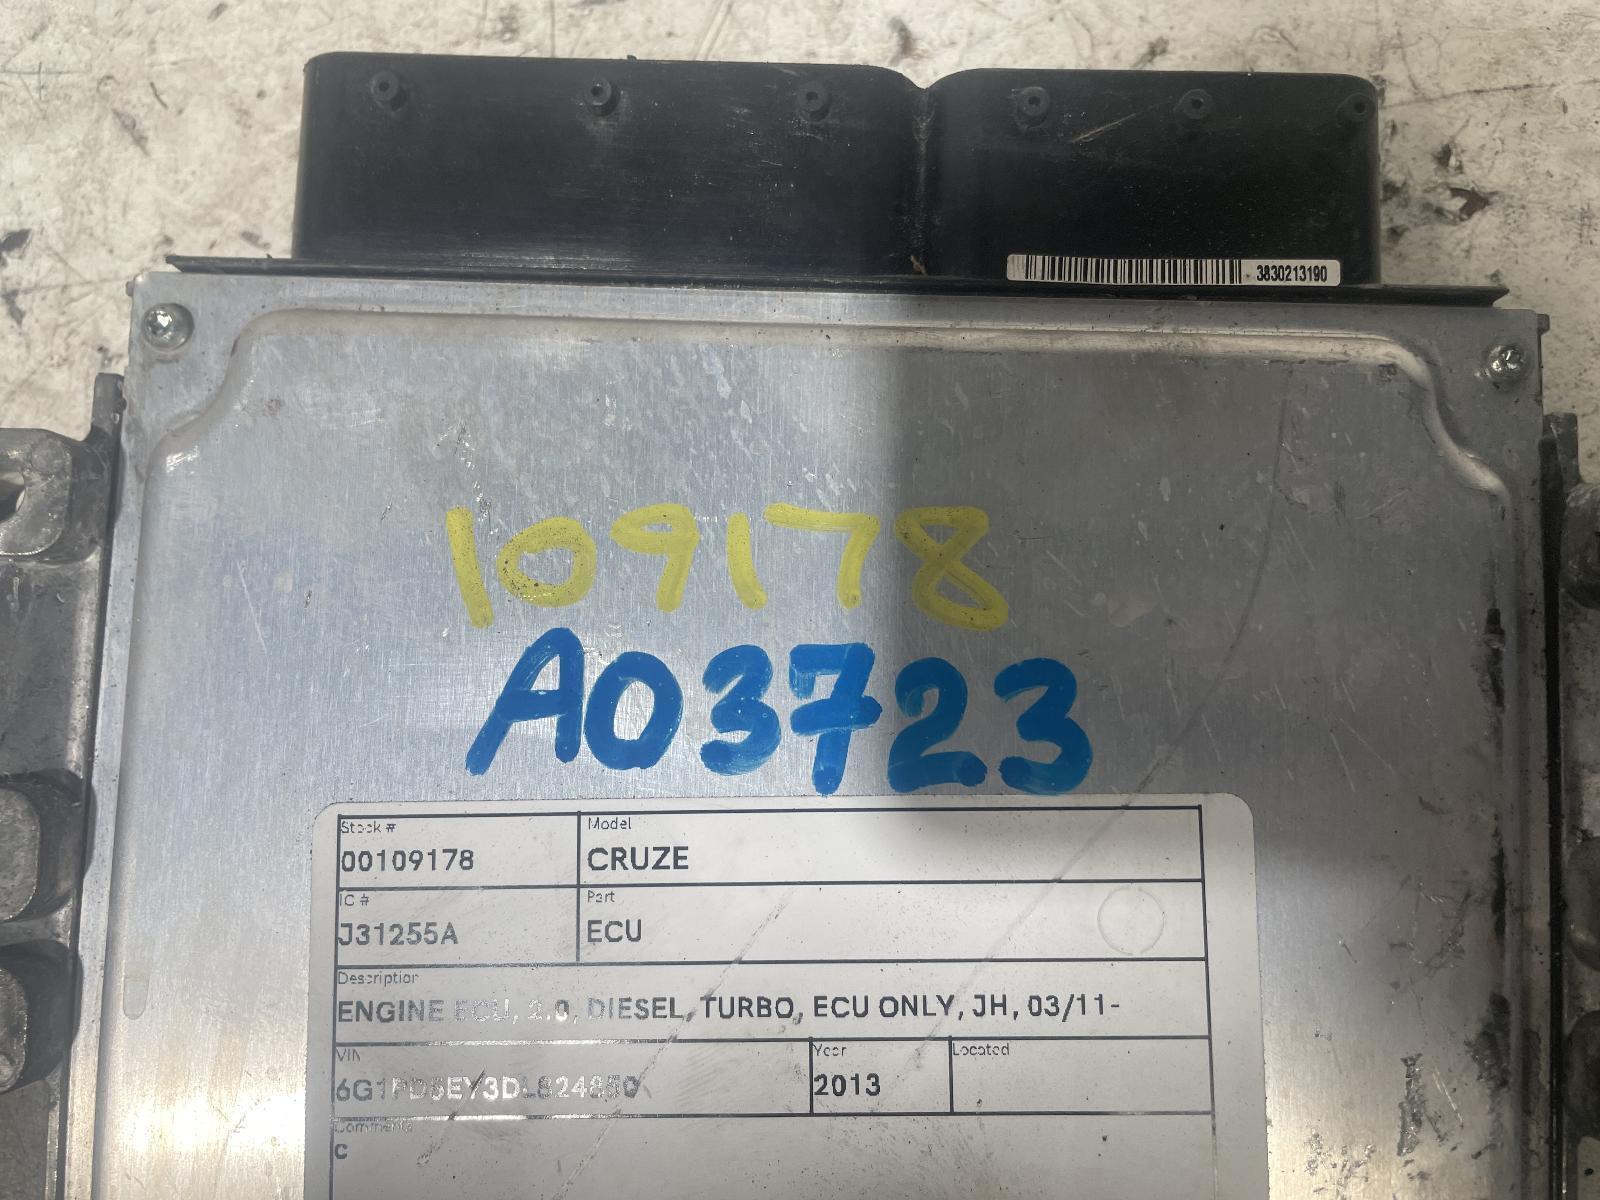 3830213190
109178
A03723
Stock # Model
00109178 CRUZE
IC # Part
J31255A ECU
Description
ENGINE ECU, 2.0, DIESEL, TURBO, ECU ONLY, JH, 03/11-
VIN Year Located
2013
Comments
C